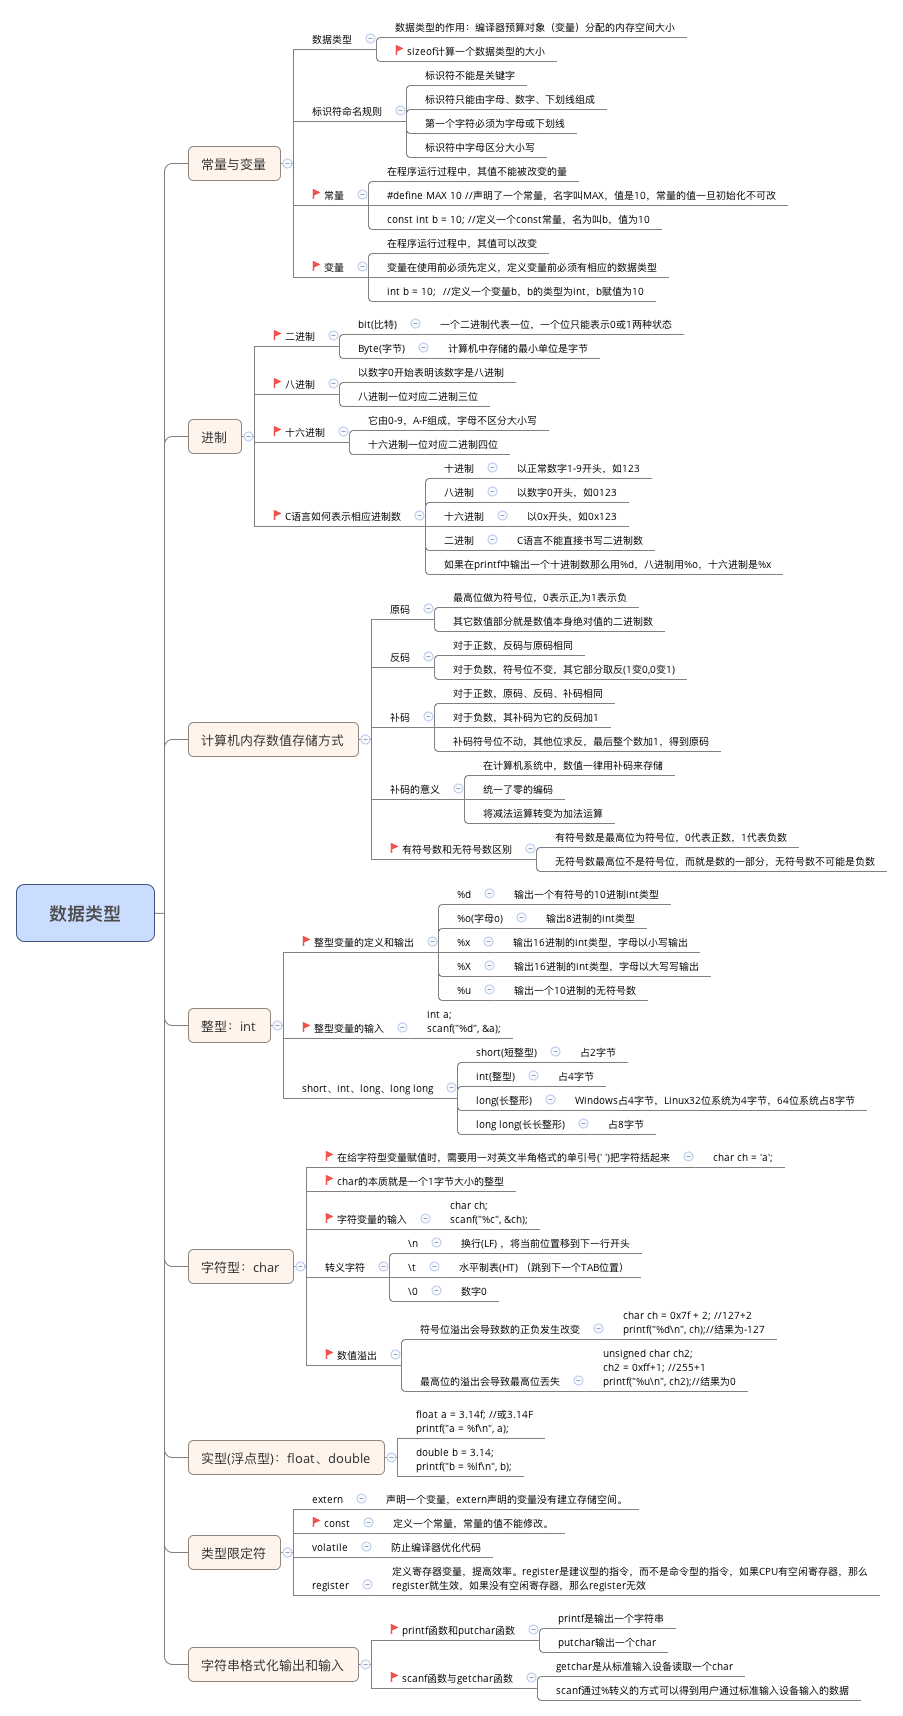 数据类型
常量与变量
数据类型
数据类型的作用：编译器预算对象（变量）分配的内存空间大小
sizeof计算一个数据类型的大小
标识符命名规则
标识符不能是关键字
标识符只能由字母、数字、下划线组成
第一个字符必须为字母或下划线
标识符中字母区分大小写
常量
在程序运行过程中，其值不能被改变的量
#define MAX 10 //声明了一个常量，名字叫MAX，值是10，常量的值一旦初始化不可改
const int b = 10; //定义一个const常量，名为叫b，值为10
变量
在程序运行过程中，其值可以改变
变量在使用前必须先定义，定义变量前必须有相应的数据类型
int b = 10;  //定义一个变量b，b的类型为int，b赋值为10
进制
二进制
bit(比特)
一个二进制代表一位，一个位只能表示0或1两种状态
Byte(字节)
计算机中存储的最小单位是字节
八进制
以数字0开始表明该数字是八进制
八进制一位对应二进制三位
十六进制
它由0-9，A-F组成，字母不区分大小写
十六进制一位对应二进制四位
C语言如何表示相应进制数
十进制
以正常数字1-9开头，如123
八进制
以数字0开头，如0123
十六进制
以0x开头，如0x123
二进制
C语言不能直接书写二进制数
如果在printf中输出一个十进制数那么用%d，八进制用%o，十六进制是%x
计算机内存数值存储方式
原码
最高位做为符号位，0表示正,为1表示负
其它数值部分就是数值本身绝对值的二进制数
反码
对于正数，反码与原码相同
对于负数，符号位不变，其它部分取反(1变0,0变1)
补码
对于正数，原码、反码、补码相同
对于负数，其补码为它的反码加1
补码符号位不动，其他位求反，最后整个数加1，得到原码
补码的意义
在计算机系统中，数值一律用补码来存储
统一了零的编码
将减法运算转变为加法运算
有符号数和无符号数区别
有符号数是最高位为符号位，0代表正数，1代表负数
无符号数最高位不是符号位，而就是数的一部分，无符号数不可能是负数
整型：int
整型变量的定义和输出
%d
输出一个有符号的10进制int类型
%o(字母o)
输出8进制的int类型
%x
输出16进制的int类型，字母以小写输出
%X
输出16进制的int类型，字母以大写写输出
%u
输出一个10进制的无符号数
整型变量的输入
int a;
scanf("%d", &a);
short、int、long、long long
short(短整型)
占2字节
int(整型)
占4字节
long(长整形)
Windows占4字节，Linux32位系统为4字节，64位系统占8字节
long long(长长整形)
占8字节
字符型：char
在给字符型变量赋值时，需要用一对英文半角格式的单引号(' ')把字符括起来
char ch = 'a';
char的本质就是一个1字节大小的整型
字符变量的输入
char ch;
scanf("%c", &ch);
转义字符
\n
换行(LF) ，将当前位置移到下一行开头
\t
水平制表(HT) （跳到下一个TAB位置）
\0
数字0
数值溢出
符号位溢出会导致数的正负发生改变
char ch = 0x7f + 2; //127+2
printf("%d\n", ch);//结果为-127
最高位的溢出会导致最高位丢失
unsigned char ch2;
ch2 = 0xff+1; //255+1
printf("%u\n", ch2);//结果为0
实型(浮点型)：float、double
float a = 3.14f; //或3.14F
printf("a = %f\n", a);
double b = 3.14;
printf("b = %lf\n", b);
类型限定符
extern
声明一个变量，extern声明的变量没有建立存储空间。
const
定义一个常量，常量的值不能修改。
volatile
防止编译器优化代码
register
定义寄存器变量，提高效率。register是建议型的指令，而不是命令型的指令，如果CPU有空闲寄存器，那么
register就生效，如果没有空闲寄存器，那么register无效
字符串格式化输出和输入
printf函数和putchar函数
printf是输出一个字符串
putchar输出一个char
scanf函数与getchar函数
getchar是从标准输入设备读取一个char
scanf通过%转义的方式可以得到用户通过标准输入设备输入的数据